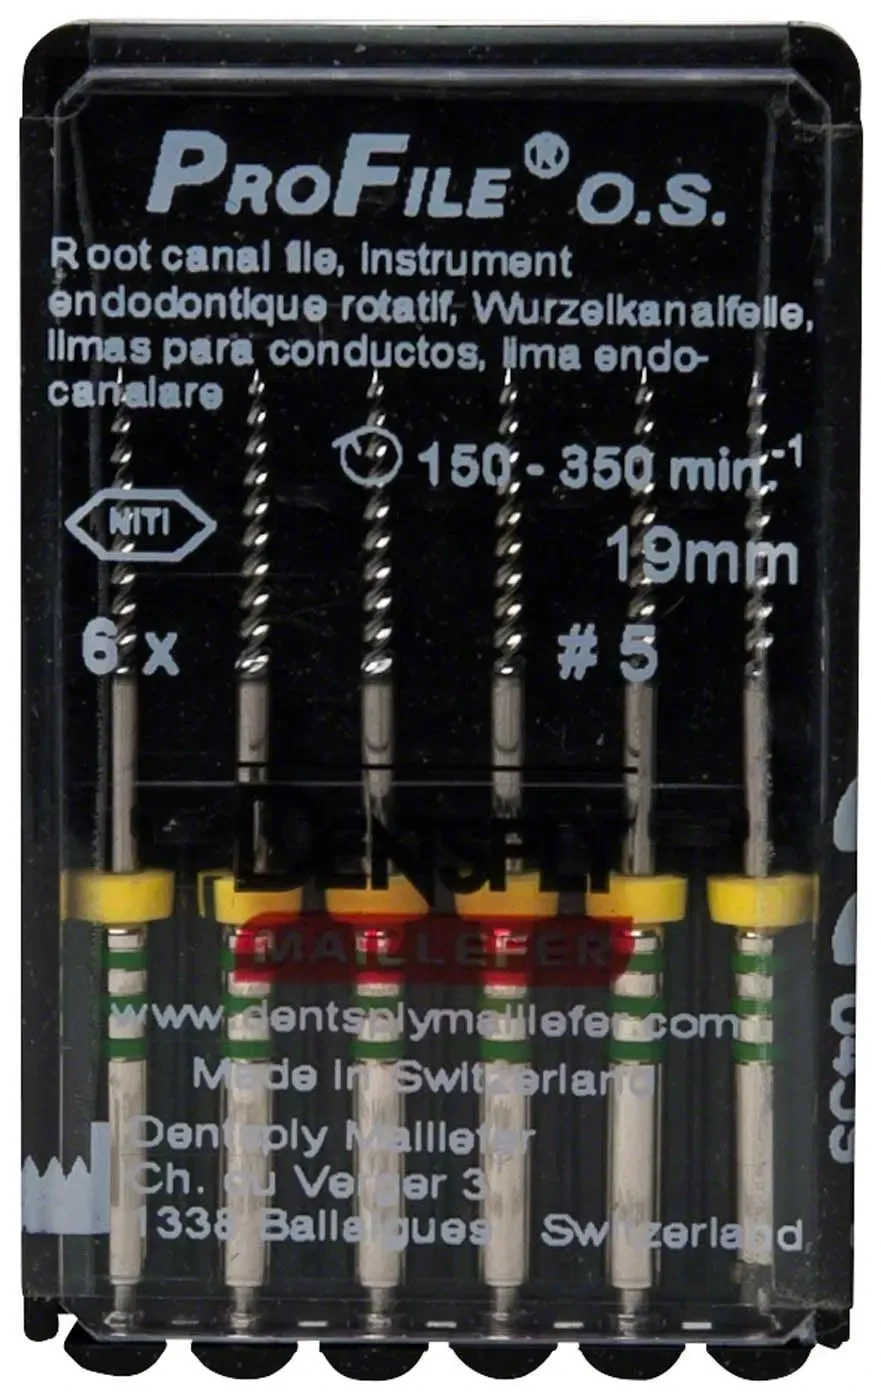 PROFILE® O.S.
Root canal file, Instrument
endodontique rotatif, Wurzelkanalfeile,
limas para conductos, lima endo-
canalare
150 - 350 min.-1
NITI
19mm
6 x # 5
DENTSPLY
MAILLEFER
www.dentsplymaillefer.com
Made in Switzerland
Dentsply Maillefer
Ch. du Verger 3
1338 Ballaigues Switzerland